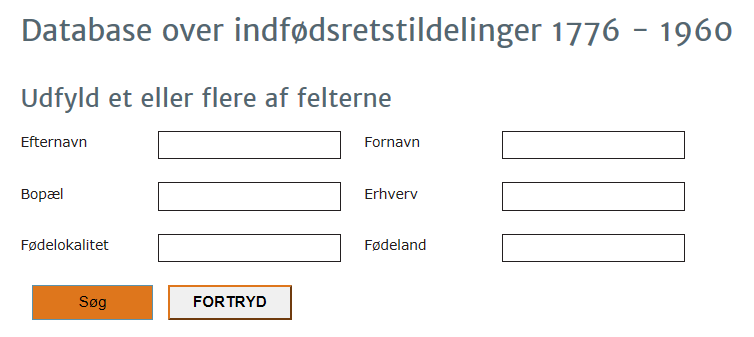 Database over indfødsretstildelinger 1776 - 1960
Udfyld et eller flere af felterne
Efternavn Fornavn
Bopæl Erhverv
Fødelokalitet Fødeland
Søg FORTRYD